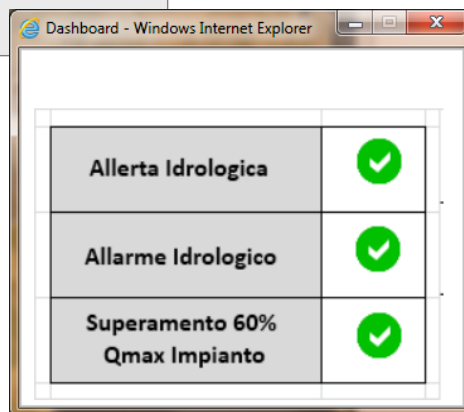 Dashboard - Windows Internet Explorer
Allerta Idrologica
Allarme Idrologico
Superamento 60%
Qmax Impianto